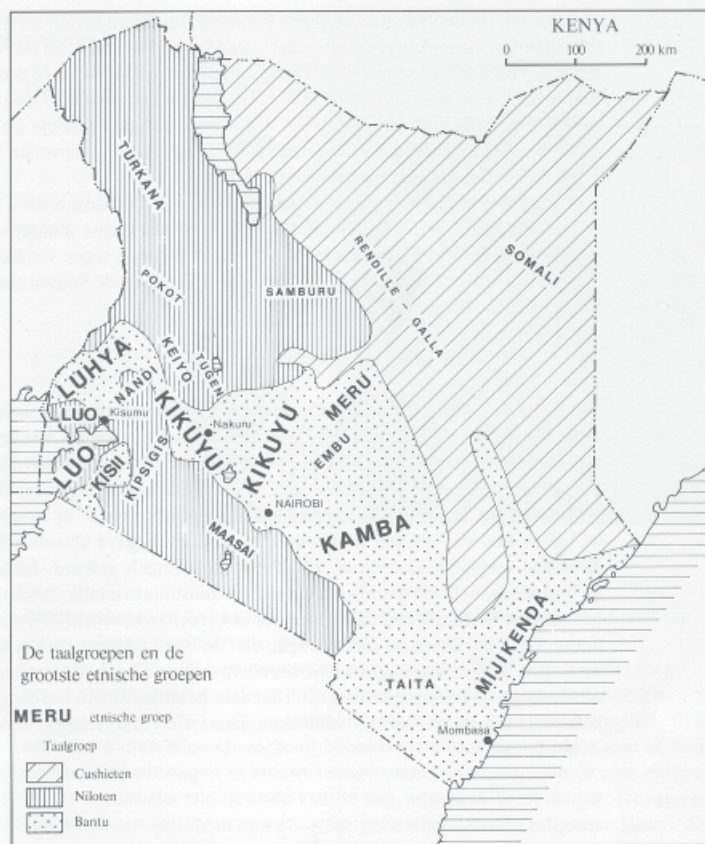 KENYA
0 100 200 km
TURKANA
POKOT
SAMBURU
RENDILLE - GALLA
SOMALI
KEIYO
TUGEN
LUHYA
NANDI
LUO
Kisumu
KIKUYU
Nakuru
KIKUYU
MERU
EMBU
LUO
KISII
KIPSIGIS
NAIROBI
MAASAI
KAMBA
TAITA
MIJIKENDA
Mombasa
De taalgroepen en de
grootste etnische groepen
MERU etnische groep
Taalgroep
Cushieten
Niloten
Bantu